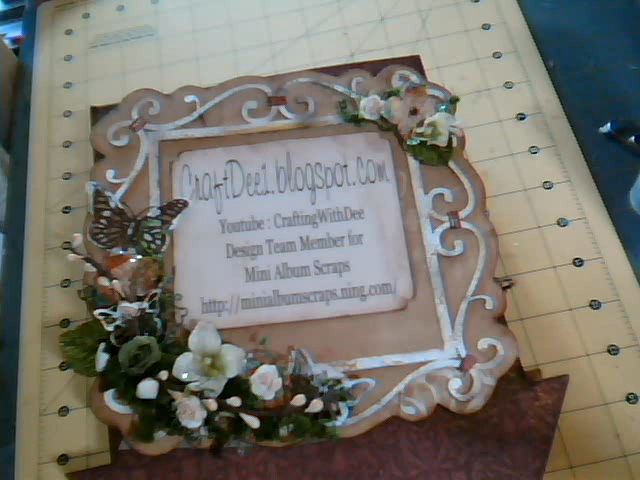 CraftDee1.blogspot.com
Youtube : CraftingWithDee
Design Team Member for
Mini Album Scraps
http://minialbumscraps.ning.com/